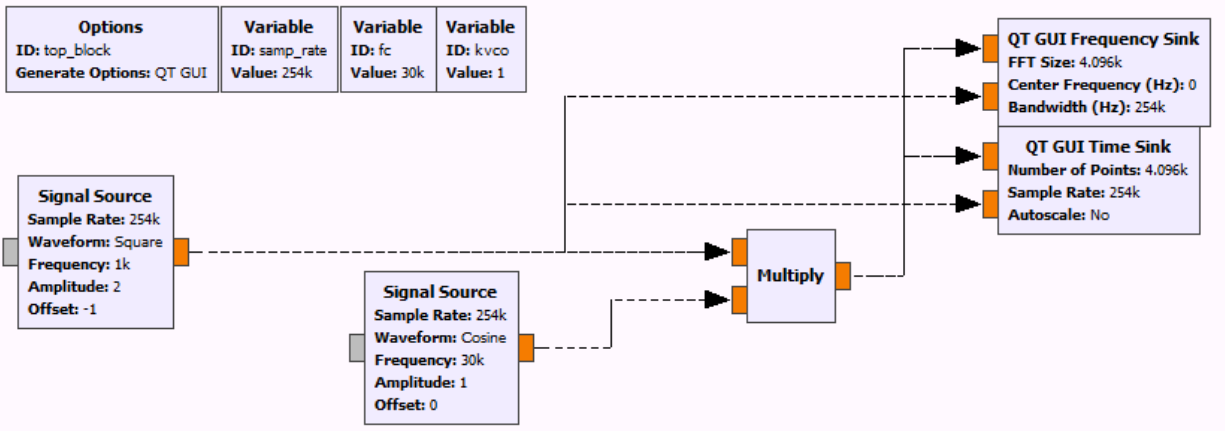 Options
ID: top_block
Generate Options: QT GUI
Variable
ID: samp_rate
Value: 254k
Variable
ID: fc
Value: 30k
Variable
ID: kvco
Value: 1
QT GUI Frequency Sink
FFT Size: 4.096k
Center Frequency (Hz): 0
Bandwidth (Hz): 254k
QT GUI Time Sink
Number of Points: 4.096k
Sample Rate: 254k
Autoscale: No
Signal Source
Sample Rate: 254k
Waveform: Square
Frequency: 1k
Amplitude: 2
Offset: -1
Multiply
Signal Source
Sample Rate: 254k
Waveform: Cosine
Frequency: 30k
Amplitude: 1
Offset: 0